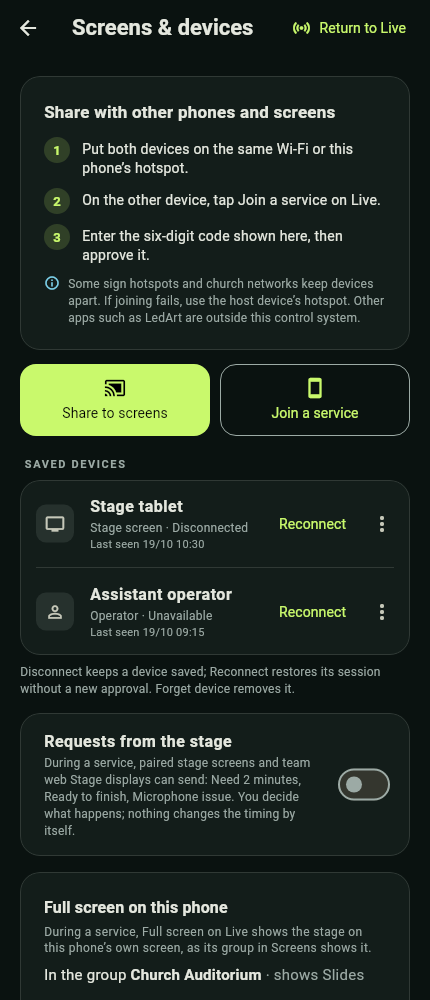 Screens & devices
Return to Live
Share with other phones and screens
1
Put both devices on the same Wi-Fi or this
phone’s hotspot.
2
On the other device, tap Join a service on Live.
3
Enter the six-digit code shown here, then
approve it.
Some sign hotspots and church networks keep devices
apart. If joining fails, use the host device’s hotspot. Other
apps such as LedArt are outside this control system.
Share to screens
Join a service
SAVED DEVICES
Stage tablet
Stage screen · Disconnected
Last seen 19/10 10:30
Reconnect
Assistant operator
Operator · Unavailable
Last seen 19/10 09:15
Reconnect
Disconnect keeps a device saved; Reconnect restores its session
without a new approval. Forget device removes it.
Requests from the stage
During a service, paired stage screens and team
web Stage displays can send: Need 2 minutes,
Ready to finish, Microphone issue. You decide
what happens; nothing changes the timing by
itself.
Full screen on this phone
During a service, Full screen on Live shows the stage on
this phone’s own screen, as its group in Screens shows it.
In the group Church Auditorium · shows Slides